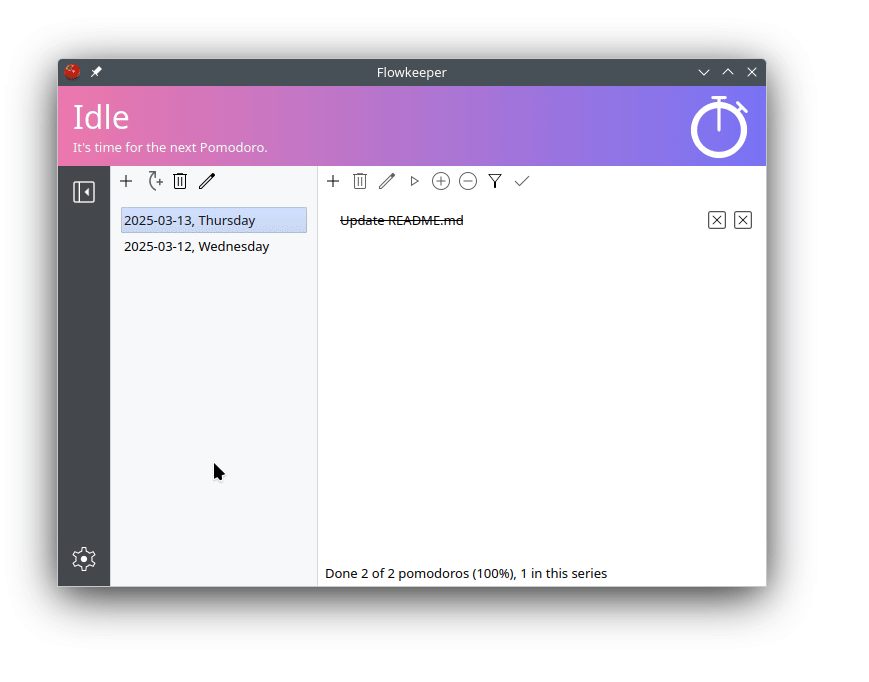 Flowkeeper
Idle
It's time for the next Pomodoro.
2025-03-13, Thursday
2025-03-12, Wednesday
Update README.md
Done 2 of 2 pomodoros (100%), 1 in this series